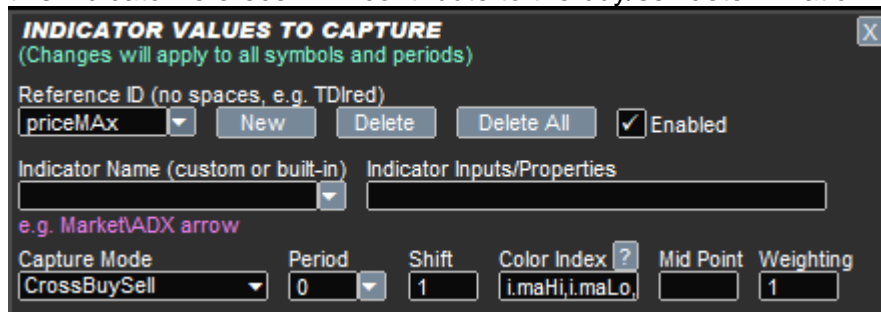 INDICATOR VALUES TO CAPTURE X
(Changes will apply to all symbols and periods)
Reference ID (no spaces, e.g. TDIred)
priceMAx New Delete Delete All Enabled
Indicator Name (custom or built-in) Indicator Inputs/Properties
e.g. Market\ADX arrow
Capture Mode Period Shift Color Index ? Mid Point Weighting
CrossBuySell 0 1 i.maHi,i.maLo, 1